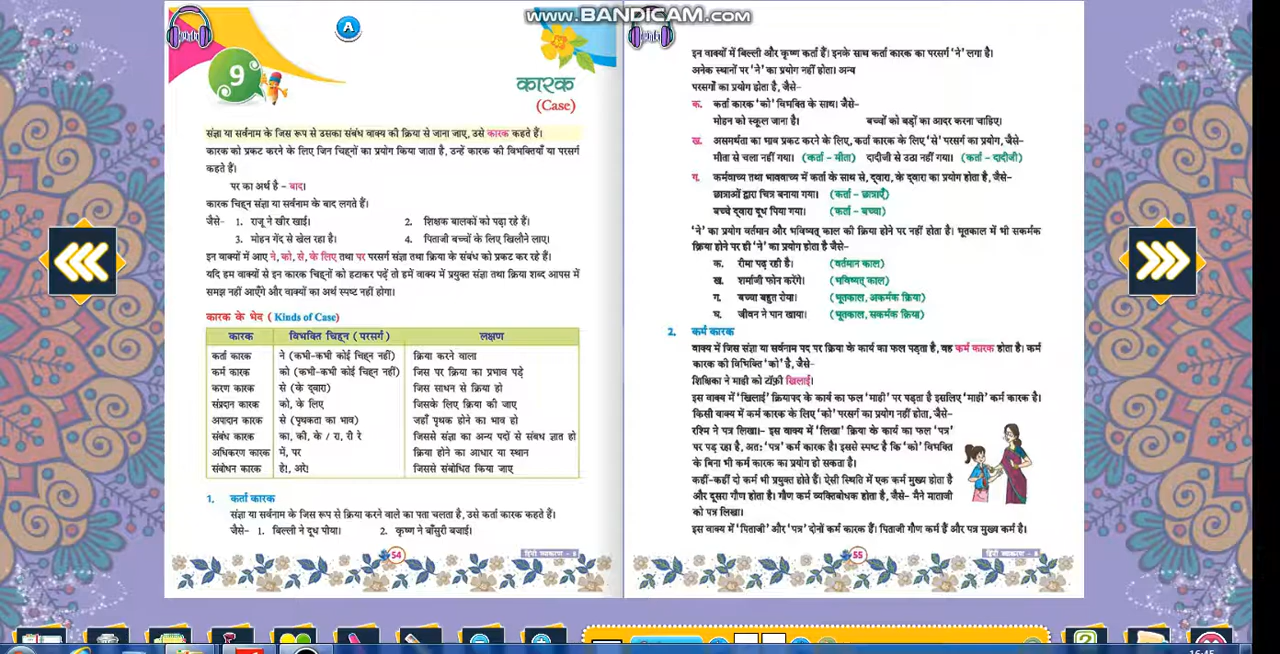 www.BANDICAM.com
A
9
कारक
(Case)
संज्ञा या सर्वनाम के जिस रूप से उसका संबंध वाक्य की क्रिया से जाना जाए, उसे कारक कहते हैं।
कारक को प्रकट करने के लिए जिन चिह्नों का प्रयोग किया जाता है, उन्हें कारक की विभक्तियाँ या परसर्ग
कहते हैं।
पर का अर्थ है – बाद।
कारक चिह्न संज्ञा या सर्वनाम के बाद लगते हैं।
जैसे- 1. राजू ने खीर खाई। 2. शिक्षक बालकों को पढ़ा रहे हैं।
3. मोहन गेंद से खेल रहा है। 4. पिताजी बच्चों के लिए खिलौने लाए।
इन वाक्यों में आए ने, को, से, के लिए तथा पर परसर्ग संज्ञा तथा क्रिया के संबंध को प्रकट कर रहे हैं।
यदि हम वाक्यों से इन कारक चिह्नों को हटाकर पढ़ें तो हमें वाक्य में प्रयुक्त संज्ञा तथा क्रिया शब्द आपस में
समझ नहीं आएँगे और वाक्यों का अर्थ स्पष्ट नहीं होगा।
कारक के भेद ( Kinds of Case)
कारक विभक्ति चिह्न (परसर्ग) लक्षण
कर्ता कारक ने (कभी-कभी कोई चिह्न नहीं) क्रिया करने वाला
कर्म कारक को (कभी-कभी कोई चिह्न नहीं) जिस पर क्रिया का प्रभाव पड़े
करण कारक से (के द्वारा) जिस साधन से क्रिया हो
संप्रदान कारक को, के लिए जिसके लिए क्रिया की जाए
अपादान कारक से (पृथकता का भाव) जहाँ पृथक होने का भाव हो
संबंध कारक का, की, के / रा, री रे जिससे संज्ञा का अन्य पदों से संबध ज्ञात हो
अधिकरण कारक में, पर क्रिया होने का आधार या स्थान
संबोधन कारक हे!, अरे! जिससे संबोधित किया जाए
1. कर्ता कारक
संज्ञा या सर्वनाम के जिस रूप से क्रिया करने वाले का पता चलता है, उसे कर्ता कारक कहते हैं।
जैसे- 1. बिल्ली ने दूध पीया। 2. कृष्ण ने बाँसुरी बजाई।
54
हिंदी व्याकरण - 8
इन वाक्यों में बिल्ली और कृष्ण कर्ता हैं। इनके साथ कर्ता कारक का परसर्ग 'ने' लगा है।
अनेक स्थानों पर 'ने' का प्रयोग नहीं होता। अन्य
परसर्गों का प्रयोग होता है, जैसे-
क. कर्ता कारक 'को' विभक्ति के साथ। जैसे-
मोहन को स्कूल जाना है। बच्चों को बड़ों का आदर करना चाहिए।
ख. असमर्थता का भाव प्रकट करने के लिए, कर्ता कारक के लिए 'से' परसर्ग का प्रयोग, जैसे-
मीता से चला नहीं गया। (कर्ता - मीता) दादीजी से उठा नहीं गया। (कर्ता - दादीजी)
ग. कर्मवाच्य तथा भाववाच्य में कर्ता के साथ से, द्वारा, के द्वारा का प्रयोग होता है, जैसे-
छात्राओं द्वारा चित्र बनाया गया। (कर्ता - छात्राएँ)
बच्चे द्वारा दूध पिया गया। (कर्ता - बच्चा)
'ने' का प्रयोग वर्तमान और भविष्यत् काल की क्रिया होने पर नहीं होता है। भूतकाल में भी सकर्मक
क्रिया होने पर ही 'ने' का प्रयोग होता है जैसे-
क. रीमा पढ़ रही है। (वर्तमान काल)
ख. शर्माजी फोन करेंगे। (भविष्यत् काल)
ग. बच्चा बहुत रोया। (भूतकाल, अकर्मक क्रिया)
घ. जीवन ने पान खाया। (भूतकाल, सकर्मक क्रिया)
2. कर्म कारक
वाक्य में जिस संज्ञा या सर्वनाम पद पर क्रिया के कार्य का फल पड़ता है, वह कर्म कारक होता है। कर्म
कारक की विभिक्ति 'को' है, जैसे-
शिक्षिका ने माही को टॉफ़ी खिलाई।
इस वाक्य में 'खिलाई' क्रियापद के कार्य का फल 'माही' पर पड़ता है इसलिए 'माही' कर्म कारक है।
किसी वाक्य में कर्म कारक के लिए 'को' परसर्ग का प्रयोग नहीं होता, जैसे-
रश्मि ने पत्र लिखा।- इस वाक्य में 'लिखा' क्रिया के कार्य का फल 'पत्र'
पर पड़ रहा है, अत: 'पत्र' कर्म कारक है। इससे स्पष्ट है कि 'को' विभक्ति
के बिना भी कर्म कारक का प्रयोग हो सकता है।
कहीं-कहीं दो कर्म भी प्रयुक्त होते हैं। ऐसी स्थिति में एक कर्म मुख्य होता है
और दूसरा गौण होता है। गौण कर्म व्यक्तिबोधक होता है, जैसे- मैंने माताजी
को पत्र लिखा।
इस वाक्य में 'पिताजी' और 'पत्र' दोनों कर्म कारक हैं। पिताजी गौण कर्म हैं और पत्र मुख्य कर्म है।
55
हिंदी व्याकरण - 8